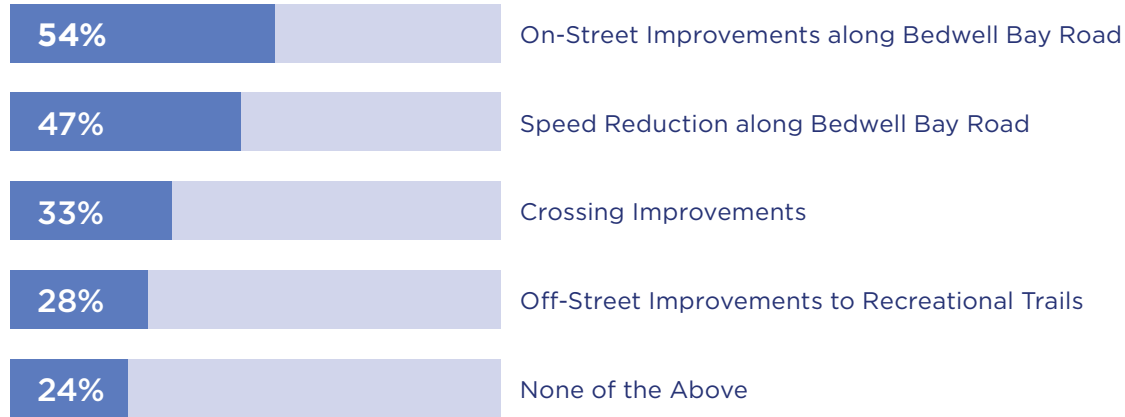 54% On-Street Improvements along Bedwell Bay Road
47% Speed Reduction along Bedwell Bay Road
33% Crossing Improvements
28% Off-Street Improvements to Recreational Trails
24% None of the Above